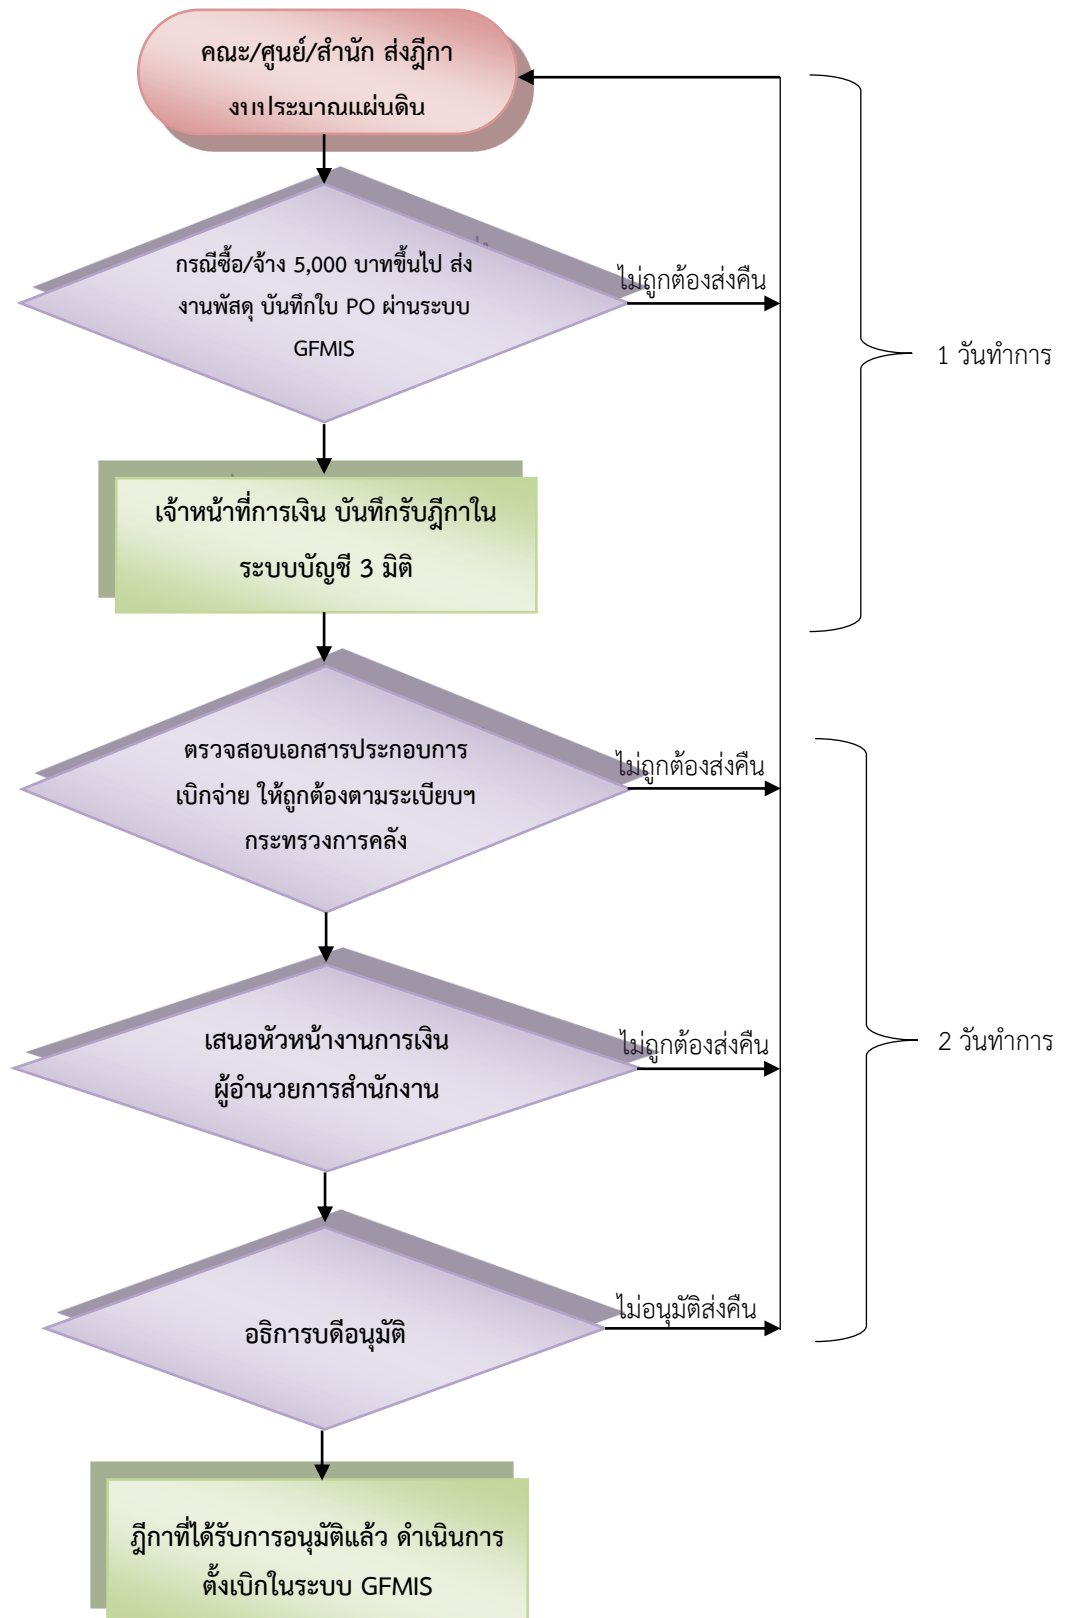 คณะ/ศูนย์/สำนัก ส่งฎีกา
งบประมาณแผ่นดิน
กรณีซื้อ/จ้าง 5,000 บาทขึ้นไป ส่ง
งานพัสดุ บันทึกใบ PO ผ่านระบบ
GFMIS
ไม่ถูกต้องส่งคืน
1 วันทำการ
เจ้าหน้าที่การเงิน บันทึกรับฎีกาใน
ระบบบัญชี 3 มิติ
ตรวจสอบเอกสารประกอบการ
เบิกจ่าย ให้ถูกต้องตามระเบียบฯ
กระทรวงการคลัง
ไม่ถูกต้องส่งคืน
เสนอหัวหน้างานการเงิน
ผู้อำนวยการสำนักงาน
ไม่ถูกต้องส่งคืน
2 วันทำการ
อธิการบดีอนุมัติ
ไม่อนุมัติส่งคืน
ฎีกาที่ได้รับการอนุมัติแล้ว ดำเนินการ
ตั้งเบิกในระบบ GFMIS